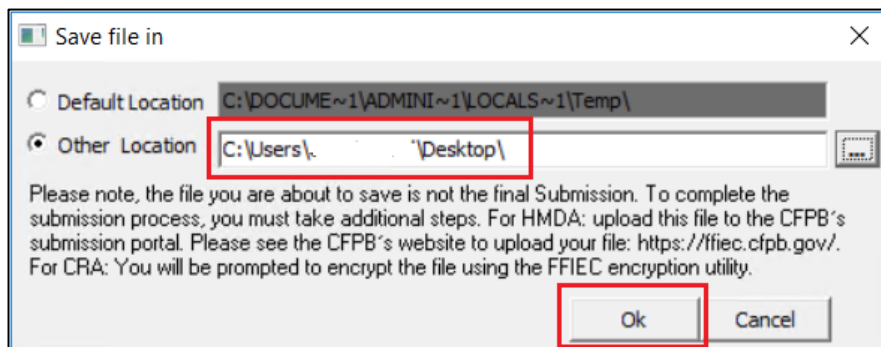 Save file in
Default Location C:\DOCUME~1\ADMINI~1\LOCALS~1\Temp\
Other Location C:\Users\ \Desktop\ ...
Please note, the file you are about to save is not the final Submission. To complete the
submission process, you must take additional steps. For HMDA: upload this file to the CFPB´s
submission portal. Please see the CFPB´s website to upload your file: https://ffiec.cfpb.gov/.
For CRA: You will be prompted to encrypt the file using the FFIEC encryption utility.
Ok Cancel